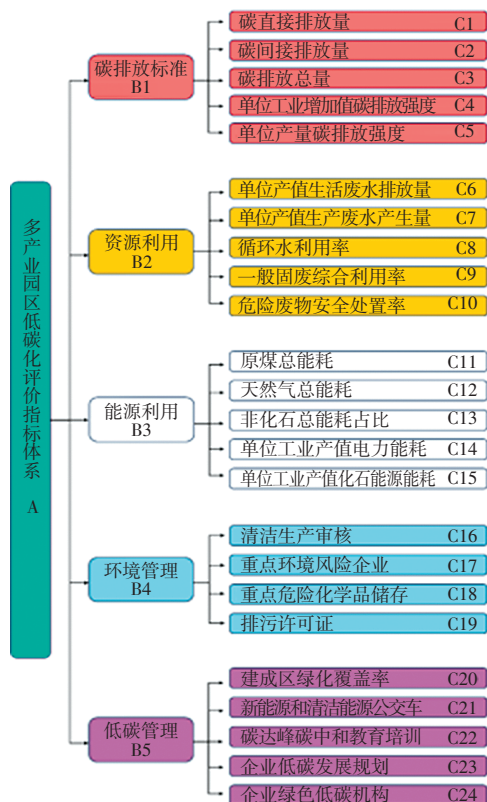 多产业园区低碳化评价指标体系 A
碳排放标准
B1
碳直接排放量 C1
碳间接排放量 C2
碳排放总量 C3
单位工业增加值碳排放强度 C4
单位产量碳排放强度 C5
资源利用
B2
单位产值生活废水排放量 C6
单位产值生产废水产生量 C7
循环水利用率 C8
一般固废综合利用率 C9
危险废物安全处置率 C10
能源利用
B3
原煤总能耗 C11
天然气总能耗 C12
非化石总能耗占比 C13
单位工业产值电力能耗 C14
单位工业产值化石能源能耗 C15
环境管理
B4
清洁生产审核 C16
重点环境风险企业 C17
重点危险化学品储存 C18
排污许可证 C19
低碳管理
B5
建成区绿化覆盖率 C20
新能源和清洁能源公交车 C21
碳达峰碳中和教育培训 C22
企业低碳发展规划 C23
企业绿色低碳机构 C24